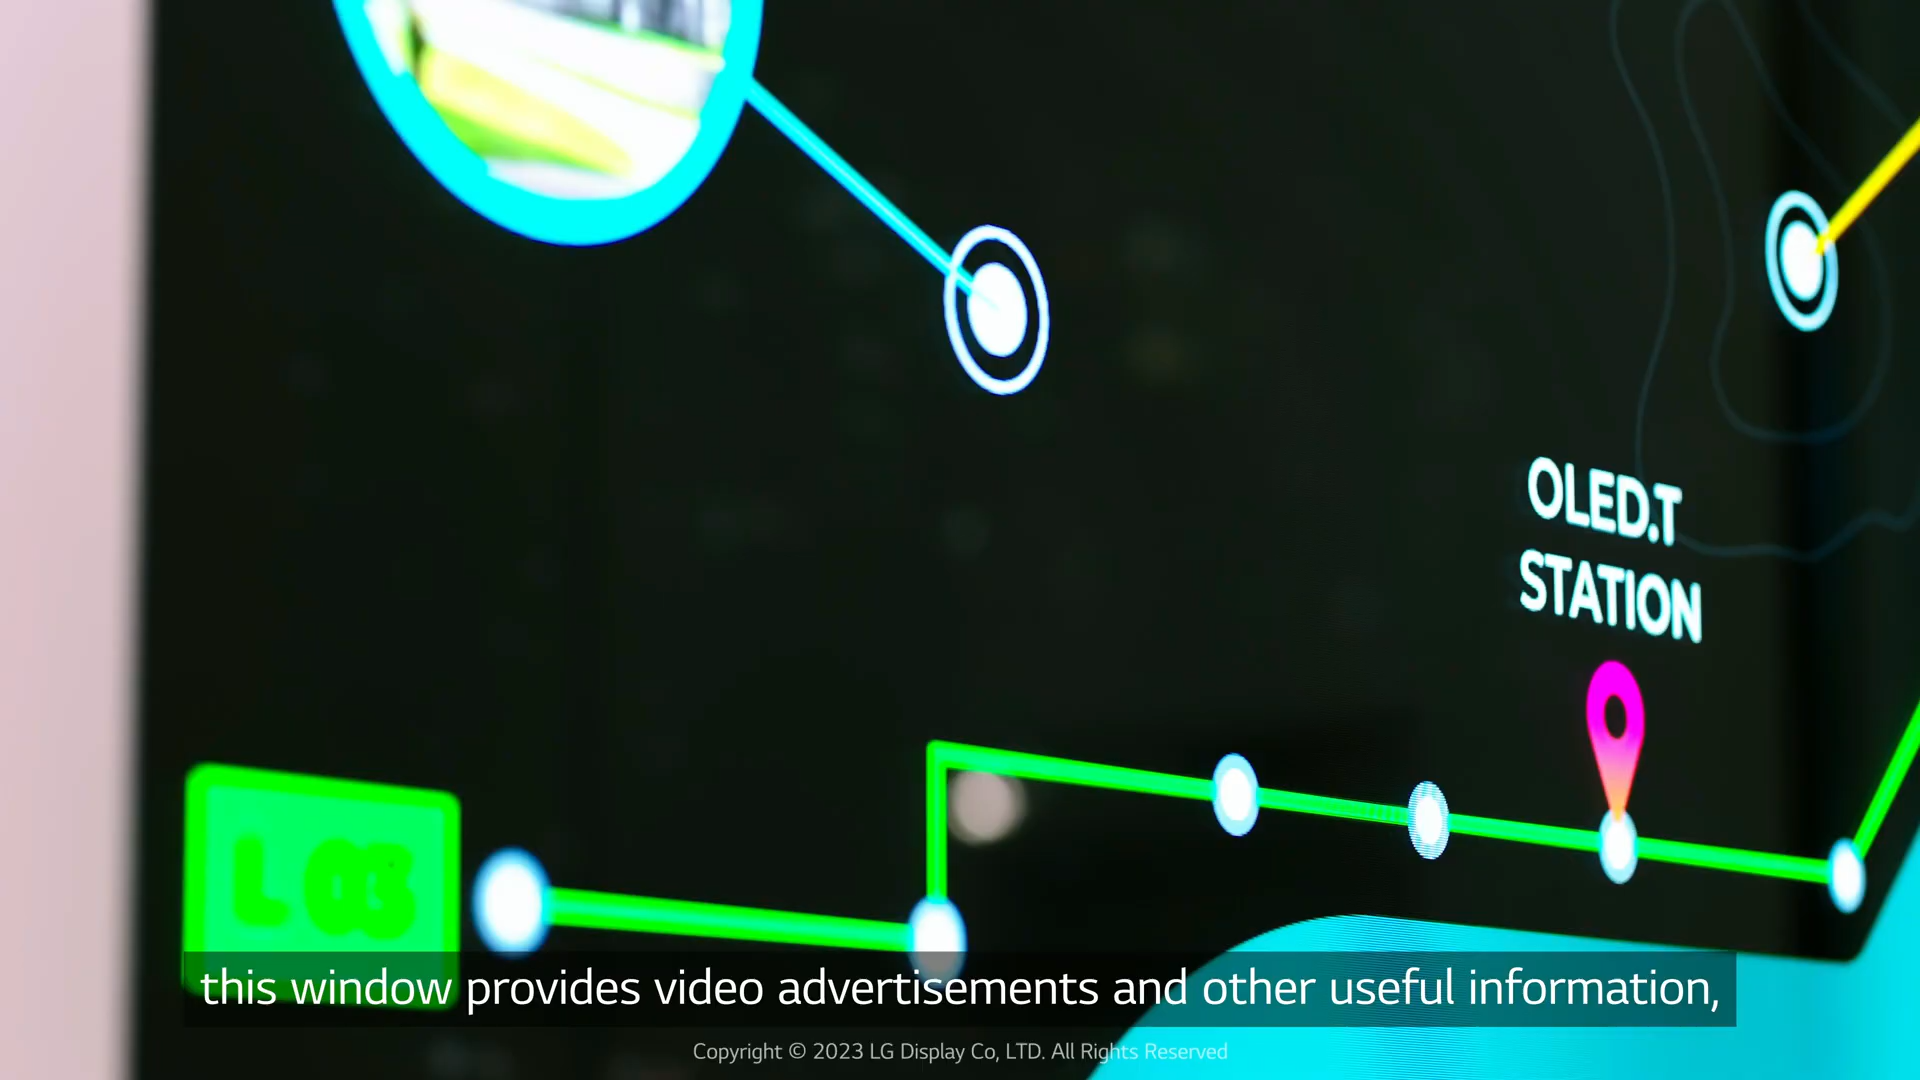 OLED.T
STATION
this window provides video advertisements and other useful information,
Copyright © 2023 LG Display Co, LTD. All Rights Reserved